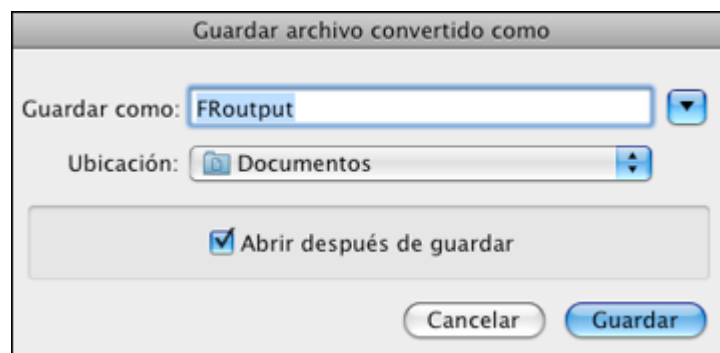 Guardar archivo convertido como
Guardar como: FRoutput
Ubicación: Documentos
Abrir después de guardar
Cancelar Guardar